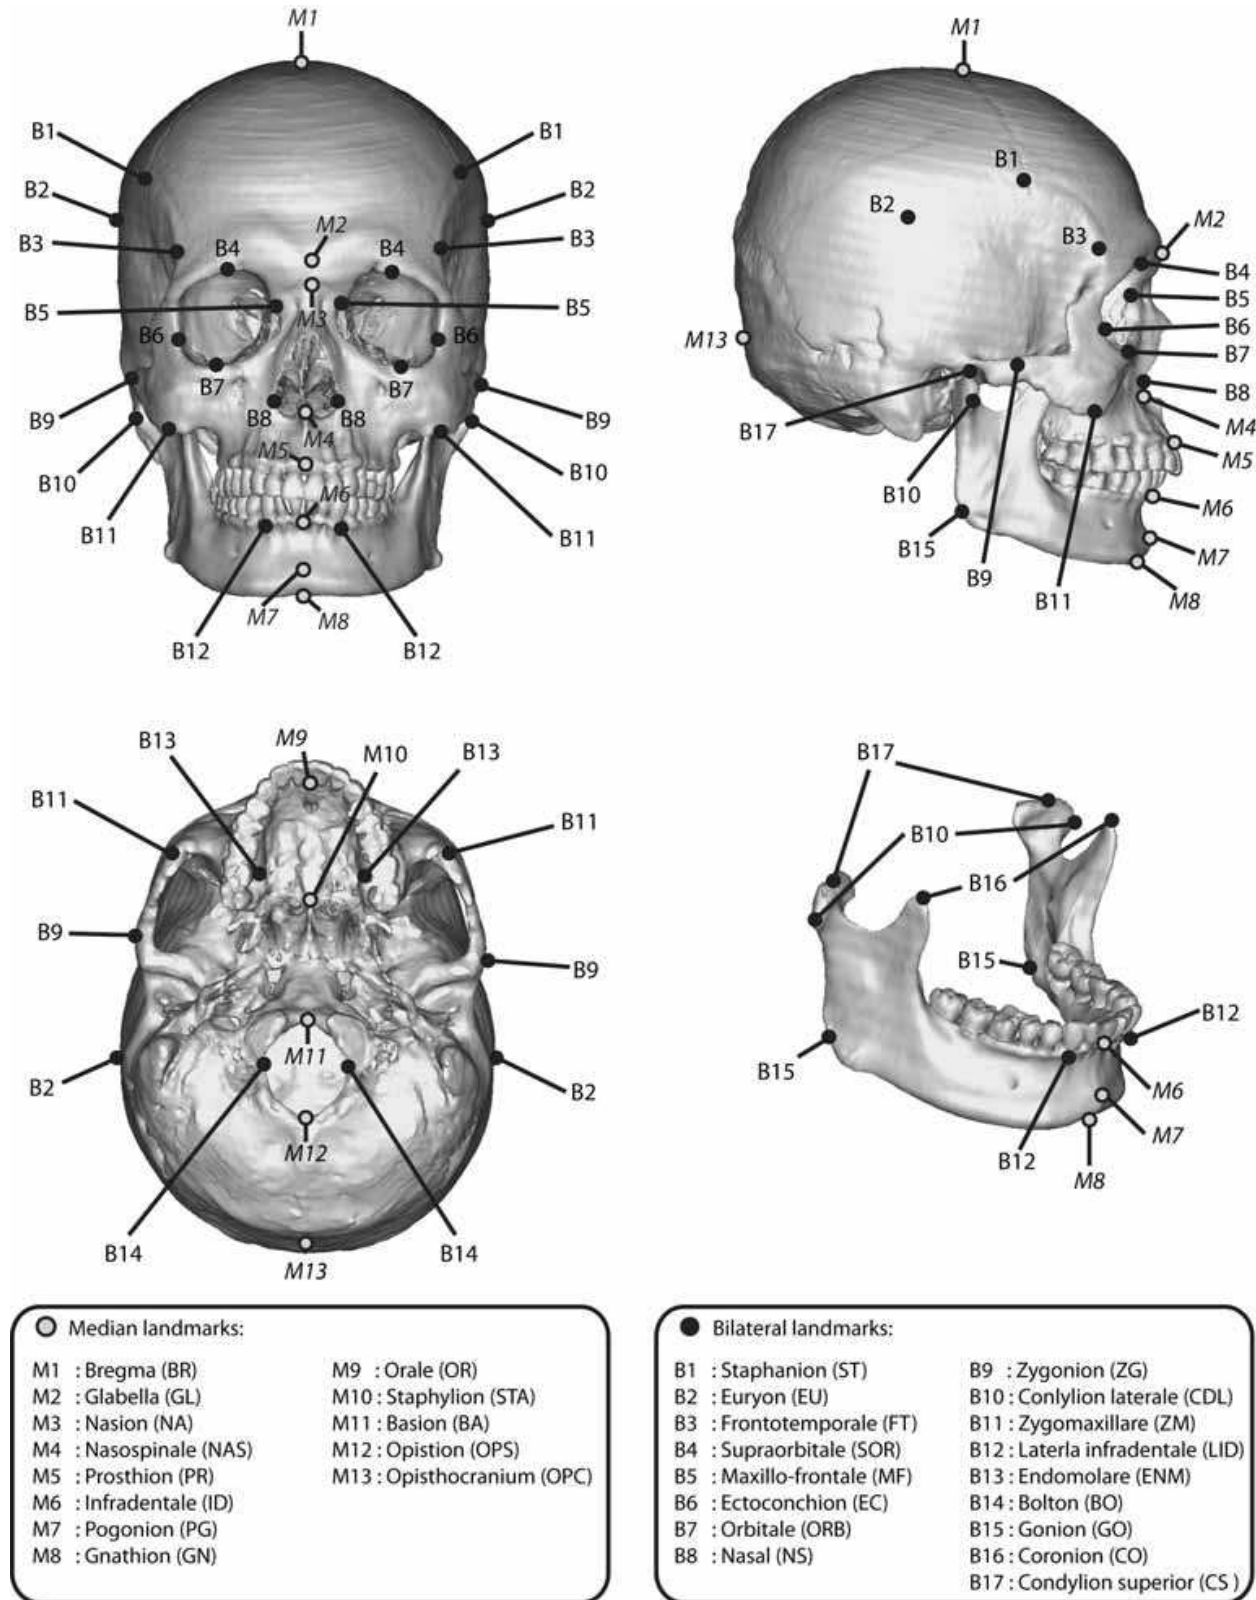 M1
B1
B1
B2
B2
M2
B3
B3
B4
B4
B5
B5
M3
B6
B6
B7
B7
B8
B8
B9
B9
M4
M5
B10
B10
M6
B11
B11
M7
M8
B12
B12
M1
B1
B2
M2
B3
B4
B5
B6
M13
B7
B8
M4
B17
M5
B10
M6
B15
M7
B9
B11
M8
B13
M9
M10
B13
B11
B11
B9
B9
M11
B2
B2
M12
B14
B14
M13
B17
B10
B16
B15
B12
B15
M6
M7
B12
M8
Median landmarks:
M1 : Bregma (BR)
M2 : Glabella (GL)
M3 : Nasion (NA)
M4 : Nasospinale (NAS)
M5 : Prosthion (PR)
M6 : Infradentale (ID)
M7 : Pogonion (PG)
M8 : Gnathion (GN)
M9 : Orale (OR)
M10 : Staphylion (STA)
M11 : Basion (BA)
M12 : Opistion (OPS)
M13 : Opisthocranium (OPC)
Bilateral landmarks:
B1 : Staphanion (ST)
B2 : Euryon (EU)
B3 : Frontotemporale (FT)
B4 : Supraorbitale (SOR)
B5 : Maxillo-frontale (MF)
B6 : Ectoconchion (EC)
B7 : Orbitale (ORB)
B8 : Nasal (NS)
B9 : Zygonion (ZG)
B10 : Conlylion laterale (CDL)
B11 : Zygomaxillare (ZM)
B12 : Laterla infradentale (LID)
B13 : Endomolare (ENM)
B14 : Bolton (BO)
B15 : Gonion (GO)
B16 : Coronion (CO)
B17 : Condylion superior (CS )